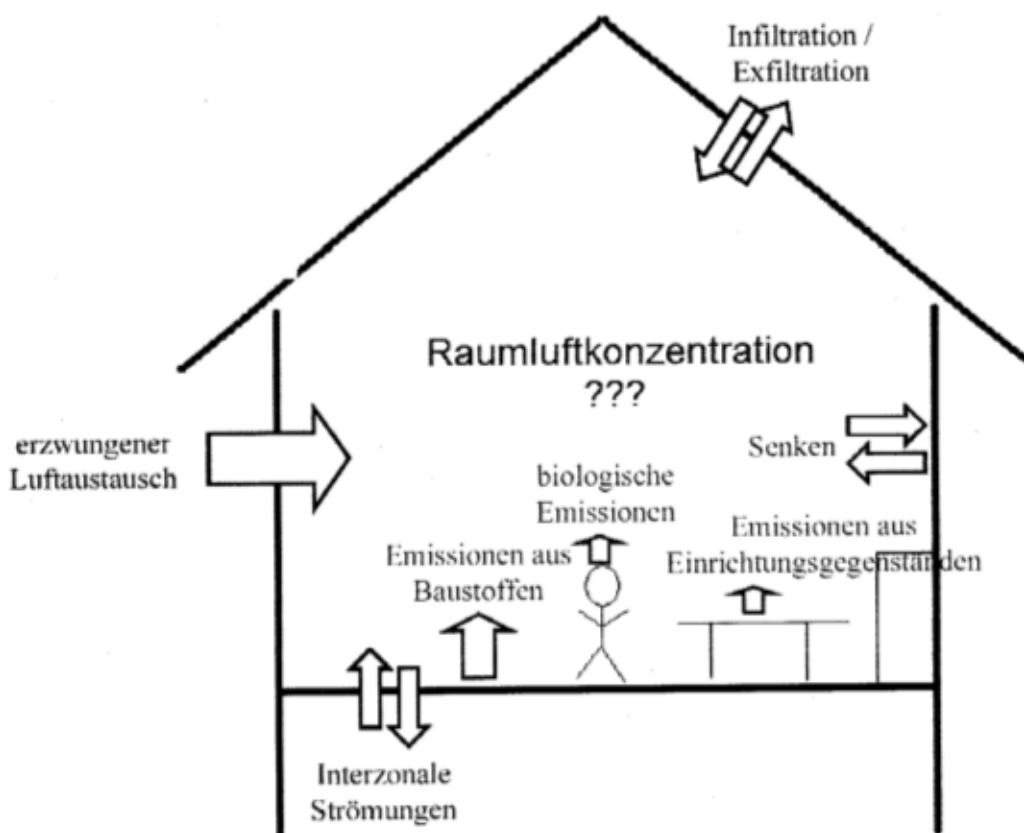 Infiltration /
Exfiltration
Raumluftkonzentration
???
erzwungener
Luftaustausch
Senken
biologische
Emissionen
Emissionen aus
Einrichtungsgegenständen
Emissionen aus
Baustoffen
Interzonale
Strömungen